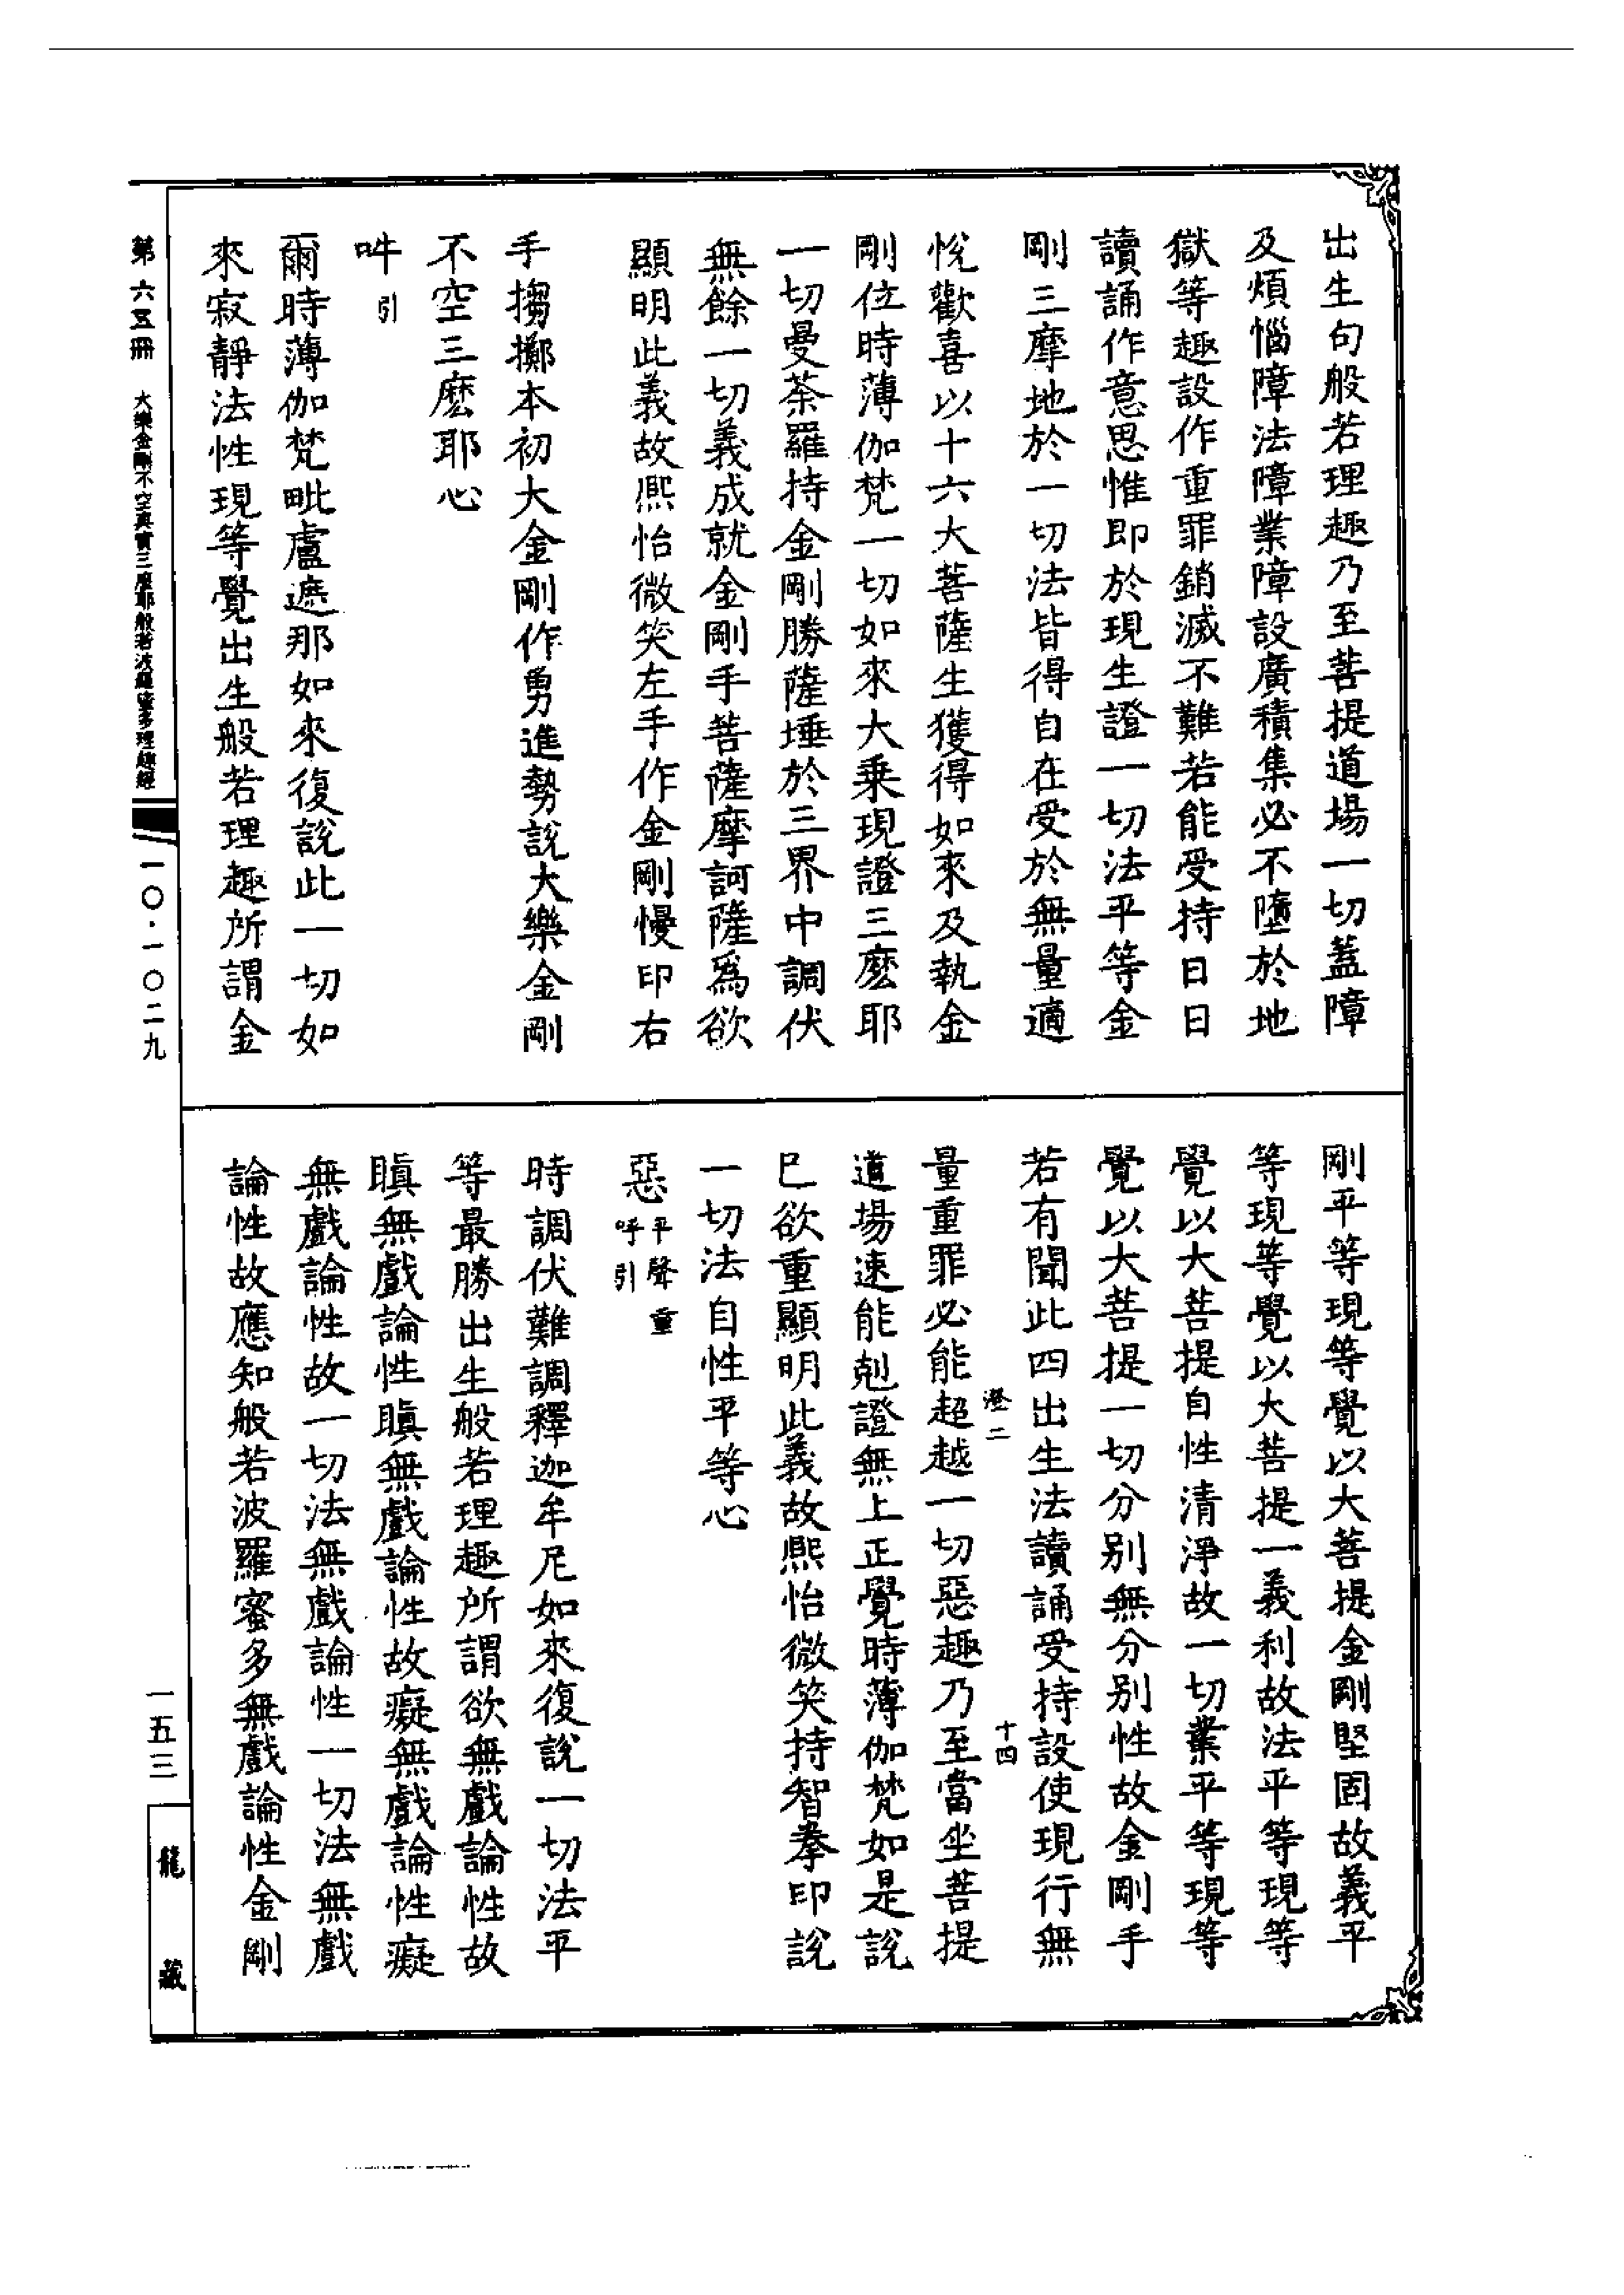 出生句般若理趣乃至菩提道場一切蓋障
及煩惱障法障業障設廣積集必不墮於地
獄等趣設作重罪銷滅不難若能受持日日
讀誦作意思惟即於現生證一切法平等金
剛三摩地於一切法皆得自在受於無量適
悅歡喜以十六大菩薩生獲得如來及執金
剛位時薄伽梵一切如來大乗現證三麽耶
一切曼荼羅持金剛勝薩埵於三界中調伏
無餘一切義成就金剛手菩薩摩訶薩爲欲
顯明此義故熈怡微笑左手作金剛慢印右
手搊擲本初大金剛作勇進勢說大樂金剛
不空三麽耶心
吽引
爾時薄伽梵毗盧遮那如來復說此一切如
來寂靜法性現等覺出生般若理趣所謂金
剛平等現等覺以大菩提金剛堅固故義平
等現等覺以大菩提一義利故法平等現等
覺以大菩提自性清淨故一切業平等現等
覺以大菩提一切分别無分别性故金剛手
若有聞此四出生法讀誦受持設使現行無
澄二 十四
量重罪必能超越一切惡趣乃至當坐菩提
道場速能剋證無上正覺時薄伽梵如是說
巳欲重顯明此義故熈怡微笑持智拳印說
一切法自性平等心
惡平聲重呼引
時調伏難調釋迦牟尼如來復說一切法平
等最勝出生般若理趣所謂欲無戲論性故
瞋無戲論性瞋無戲論性故癡無戲論性癡
無戲論性故一切法無戲論性一切法無戲
論性故應知般若波羅蜜多無戲論性金剛
第六五冊 大樂金剛不空真實三麽耶般若波羅蜜多理趣經
一〇·一〇二九
一五三
龍藏